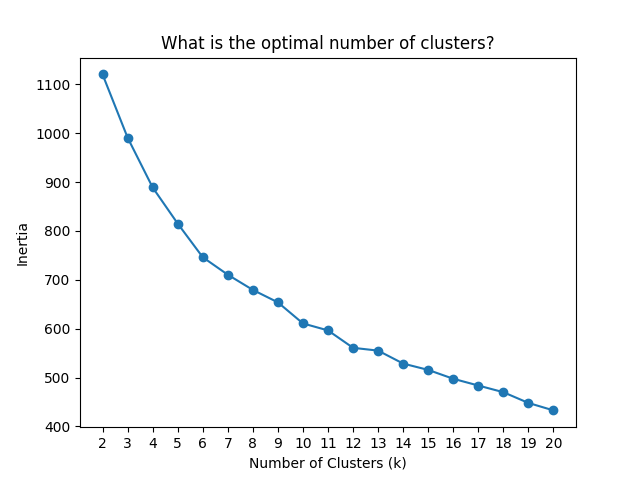 What is the optimal number of clusters?
1100
1000
900
800
700
600
500
400
Inertia
2 3 4 5 6 7 8 9 10 11 12 13 14 15 16 17 18 19 20
Number of Clusters (k)